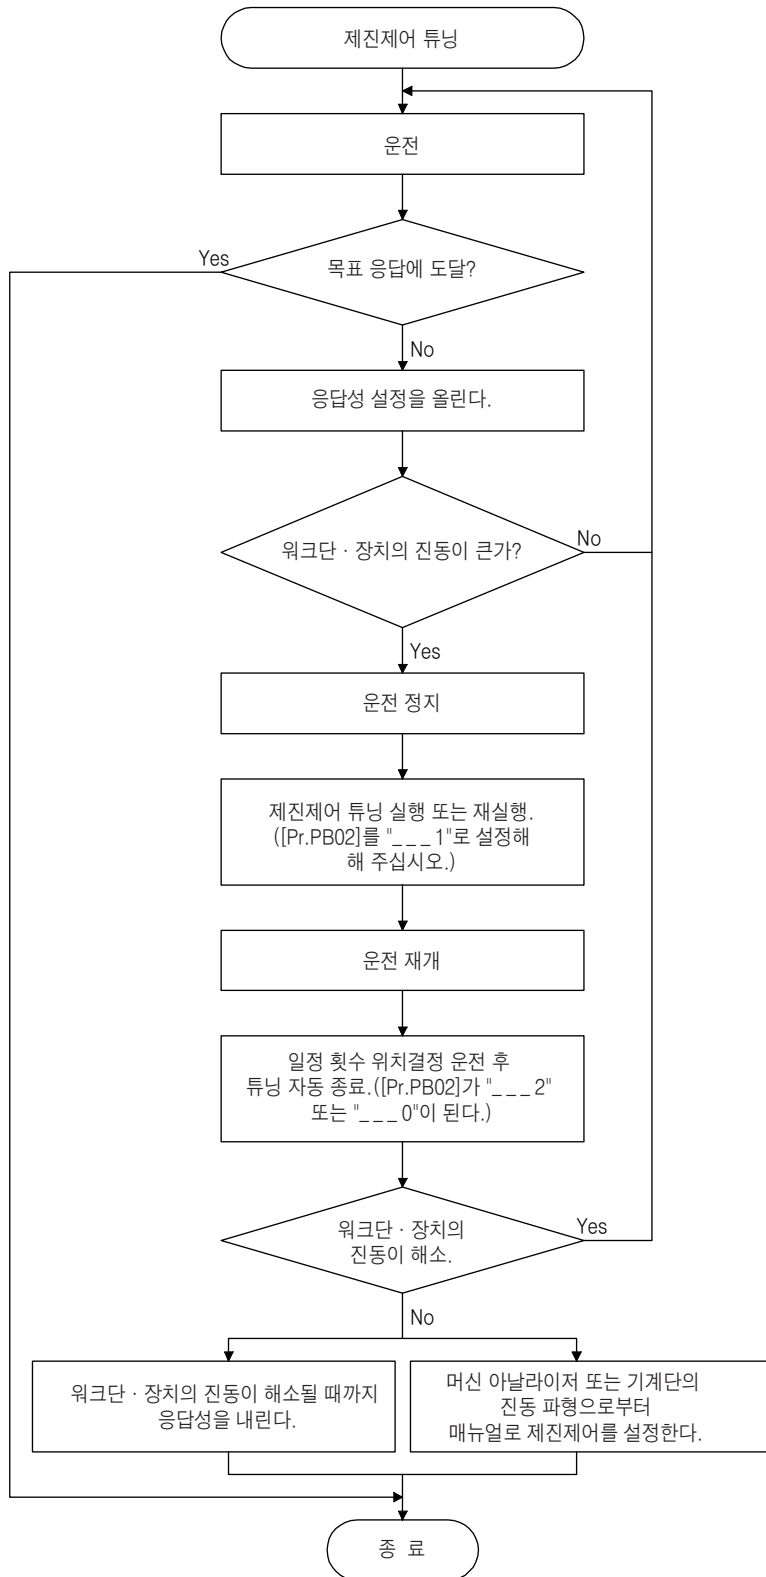 제진제어 튜닝
운전
Yes
목표 응답에 도달?
No
응답성 설정을 올린다.
워크단 · 장치의 진동이 큰가?
No
Yes
운전 정지
제진제어 튜닝 실행 또는 재실행.
([Pr.PB02]를 "_ _ _ 1"로 설정해
해 주십시오.)
운전 재개
일정 횟수 위치결정 운전 후
튜닝 자동 종료.([Pr.PB02]가 "_ _ _ 2"
또는 "_ _ _ 0"이 된다.)
워크단 · 장치의
진동이 해소.
Yes
No
워크단 · 장치의 진동이 해소될 때까지
응답성을 내린다.
머신 아날라이저 또는 기계단의
진동 파형으로부터
매뉴얼로 제진제어를 설정한다.
종 료